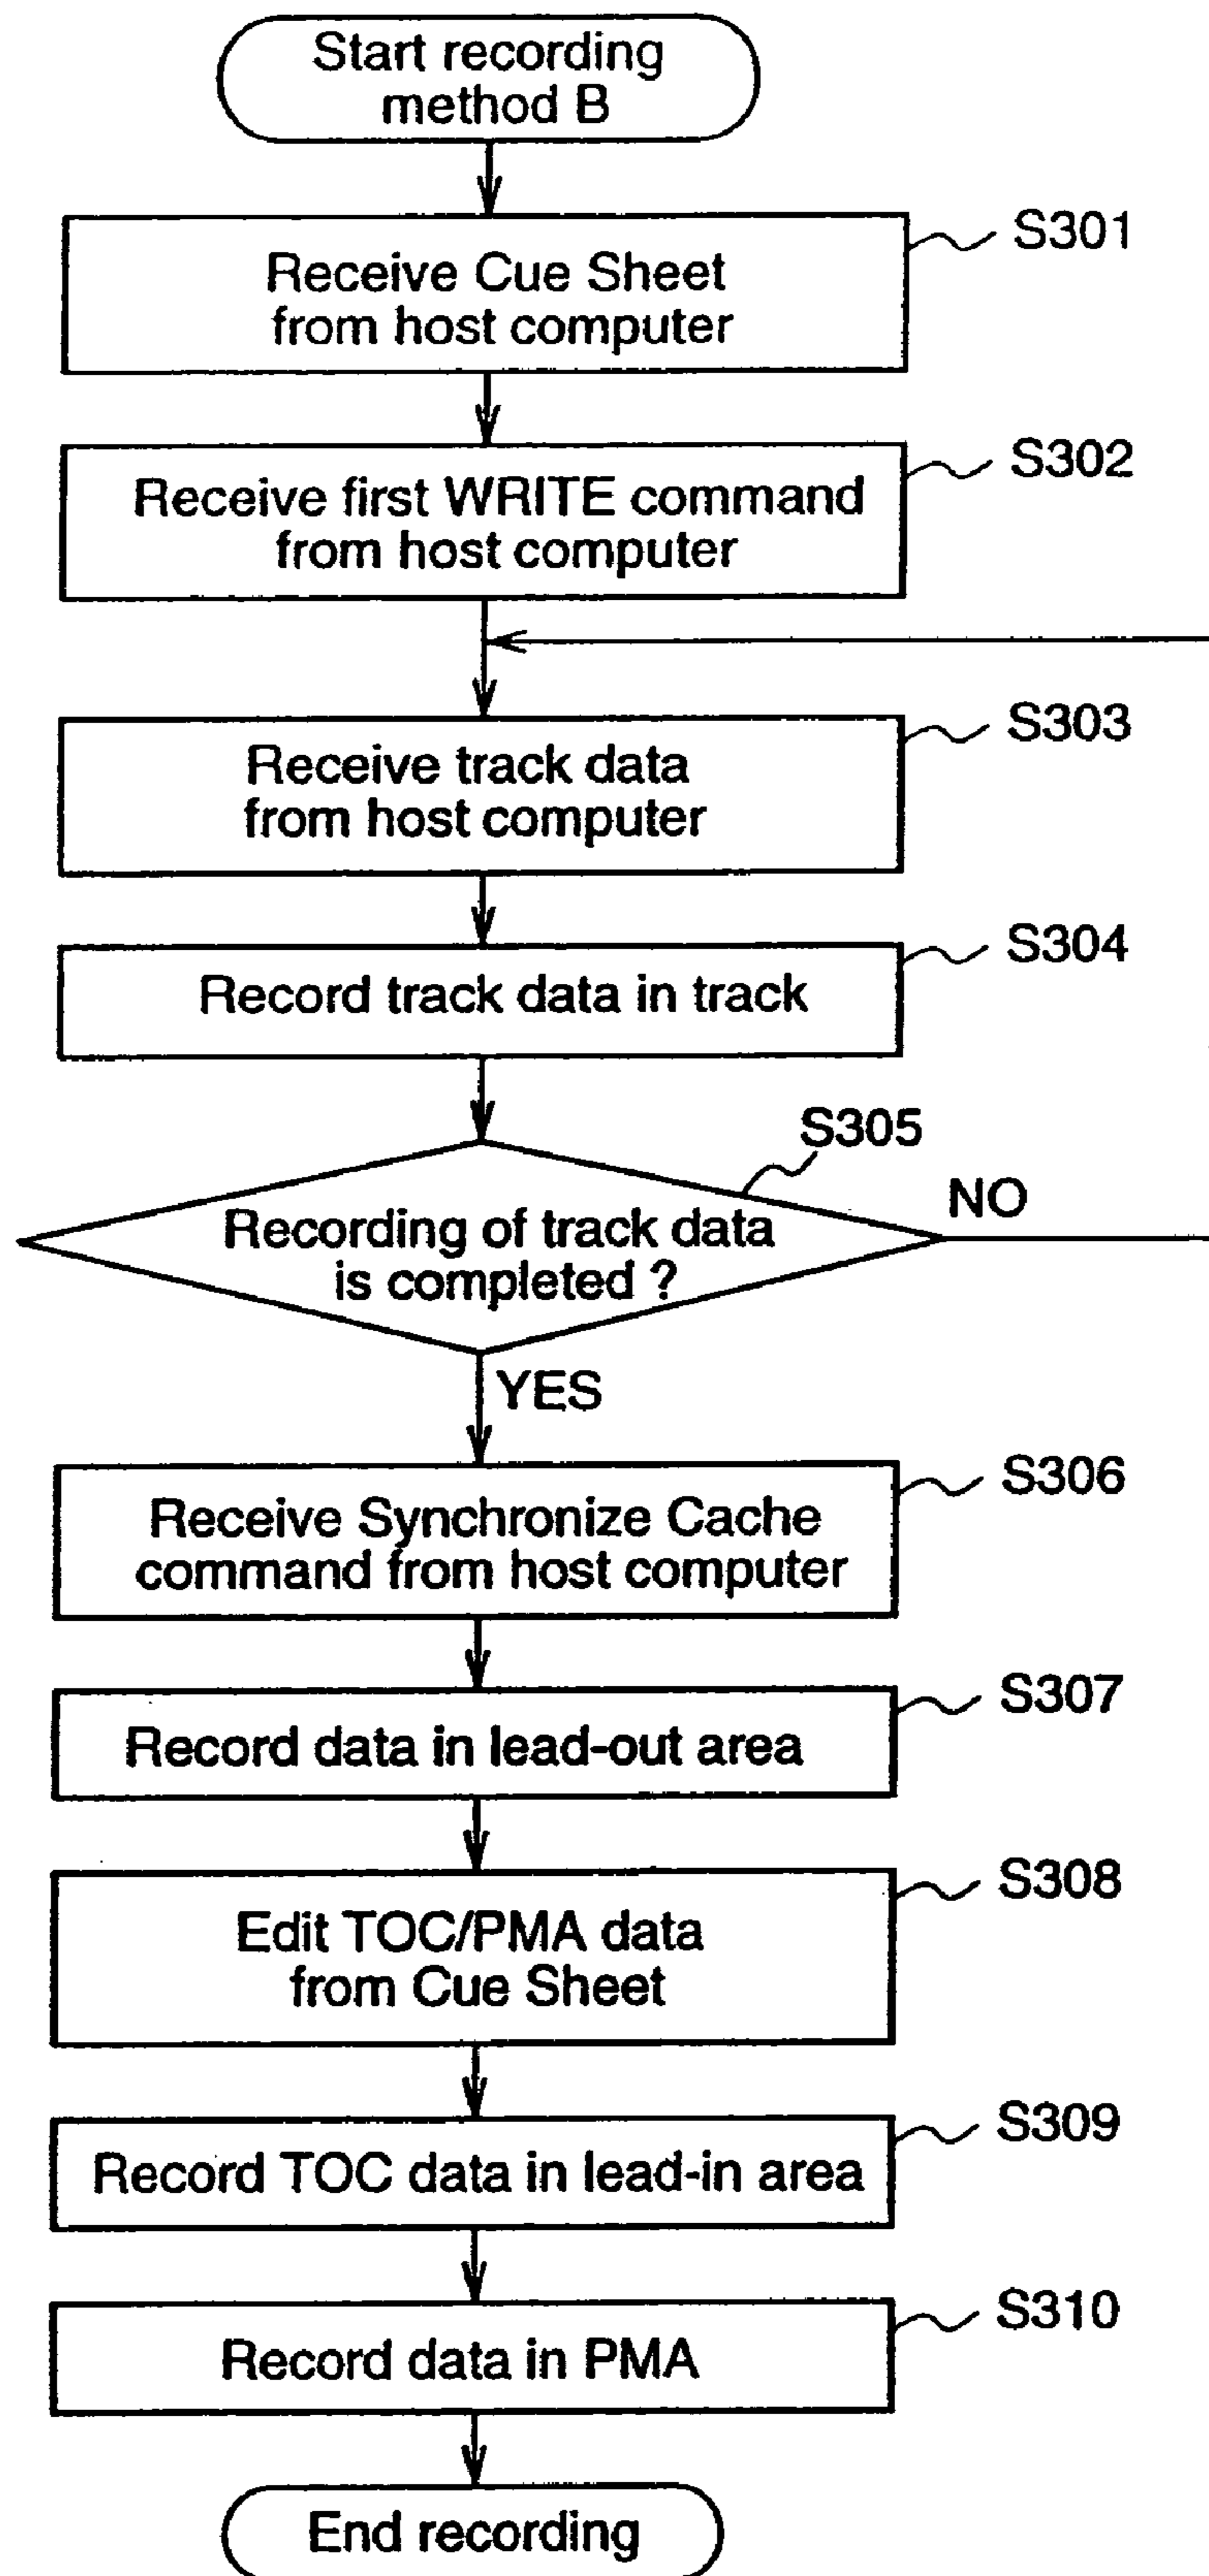 Start recording
method B
S301
Receive Cue Sheet
from host computer
S302
Receive first WRITE command
from host computer
S303
Receive track data
from host computer
S304
Record track data in track
S305
Recording of track data
is completed ?
NO
YES
S306
Receive Synchronize Cache
command from host computer
S307
Record data in lead-out area
S308
Edit TOC/PMA data
from Cue Sheet
S309
Record TOC data in lead-in area
S310
Record data in PMA
End recording